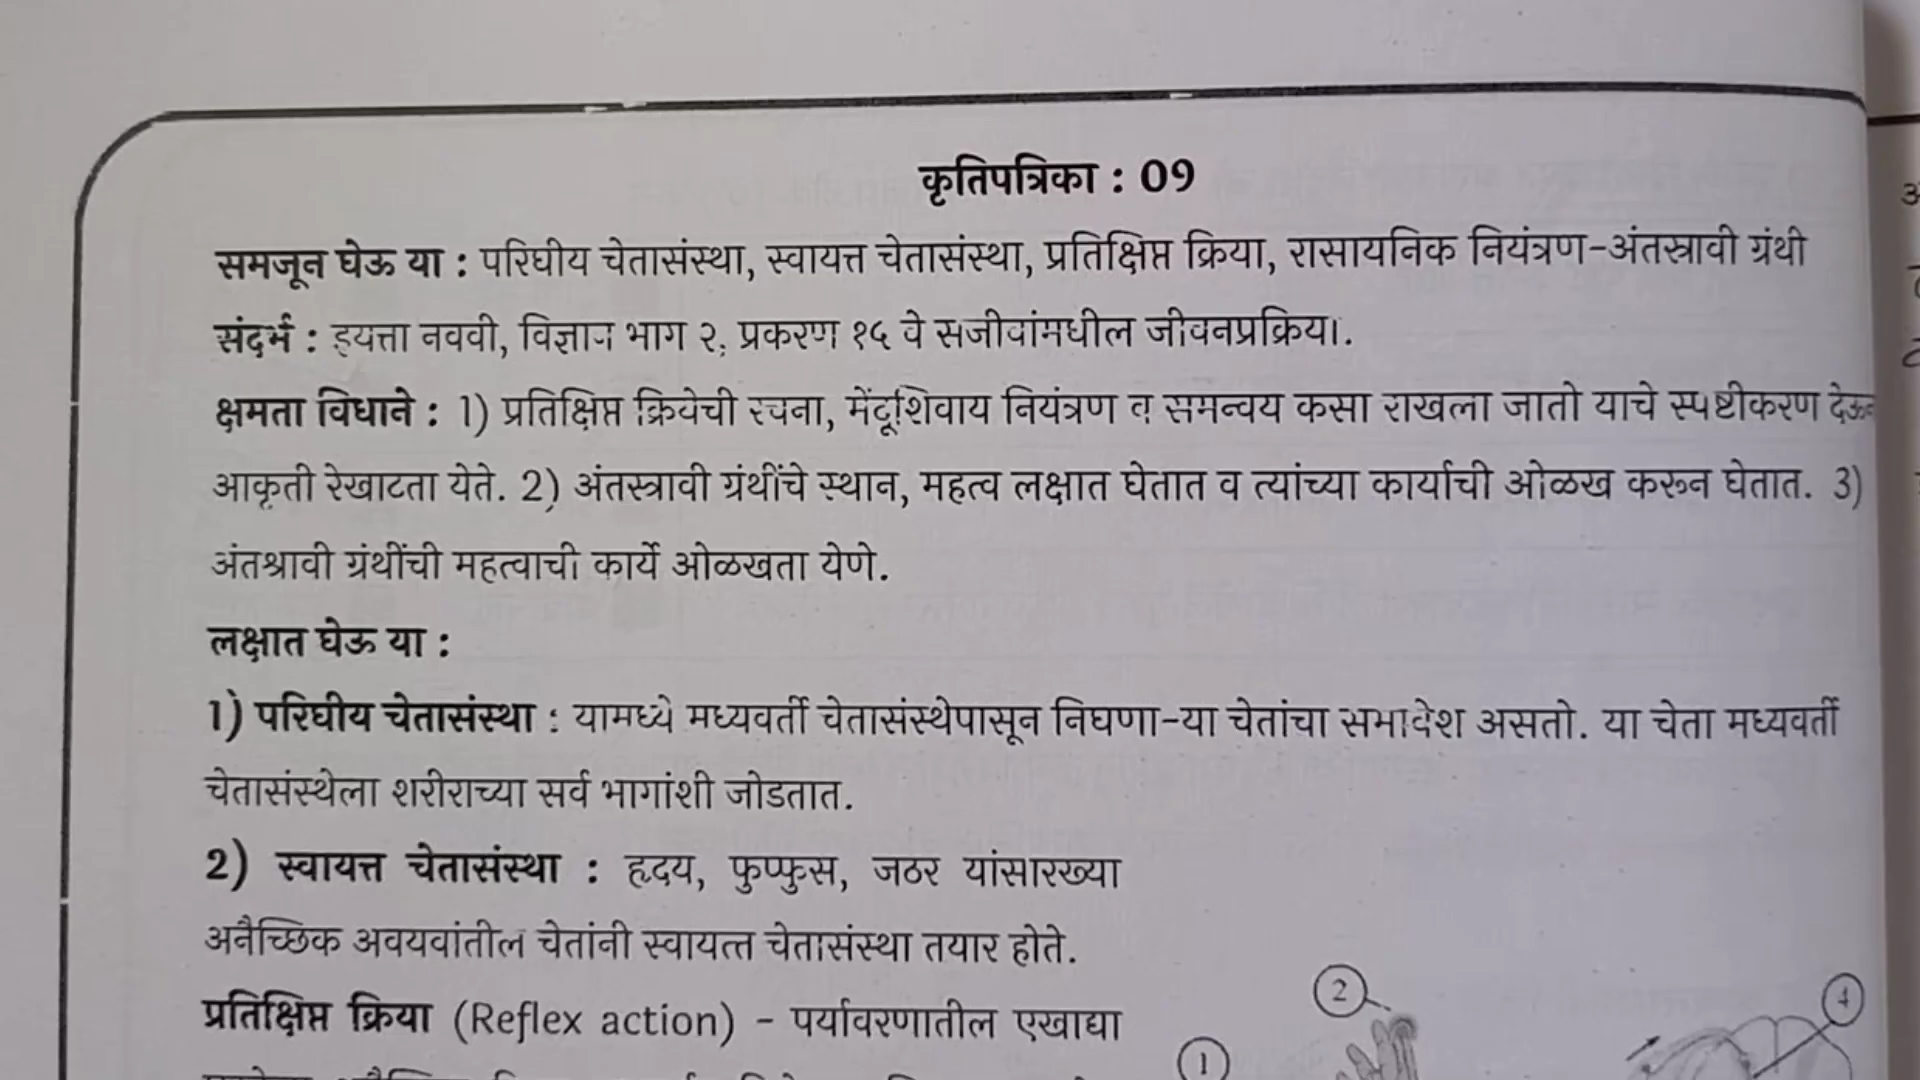 कृतिपत्रिका : 09
समजून घेऊ या : परिघीय चेतासंस्था, स्वायत्त चेतासंस्था, प्रतिक्षिप्त क्रिया, रासायनिक नियंत्रण-अंतस्रावी ग्रंथी
संदर्भ : इयत्ता नववी, विज्ञान भाग २, प्रकरण १५ वे सजीवांमधील जीवनप्रक्रिया.
क्षमता विधाने : 1) प्रतिक्षिप्त क्रियेची रचना, मेंदूशिवाय नियंत्रण व समन्वय कसा राखला जातो याचे स्पष्टीकरण देऊन
आकृती रेखाटता येते. 2) अंतस्त्रावी ग्रंथींचे स्थान, महत्व लक्षात घेतात व त्यांच्या कार्याची ओळख करून घेतात. 3)
अंतश्रावी ग्रंथींची महत्वाची कार्ये ओळखता येणे.
लक्षात घेऊ या :
1) परिघीय चेतासंस्था : यामध्ये मध्यवर्ती चेतासंस्थेपासून निघणा-या चेतांचा समावेश असतो. या चेता मध्यवर्ती
चेतासंस्थेला शरीराच्या सर्व भागांशी जोडतात.
2) स्वायत्त चेतासंस्था : हृदय, फुप्फुस, जठर यांसारख्या
अनैच्छिक अवयवांतील चेतांनी स्वायत्त चेतासंस्था तयार होते.
प्रतिक्षिप्त क्रिया (Reflex action) - पर्यावरणातील एखाद्या
2
4
1